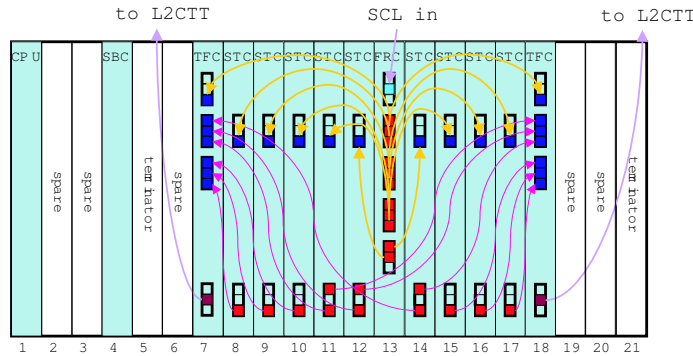 to L2CTT SCL in to L2CTT
CPU SBC TFC STC STC STC STC STC FRC STC STC STC STC TFC
spare spare terminator spare spare spare terminator
1 2 3 4 5 6 7 8 9 10 11 12 13 14 15 16 17 18 19 20 21